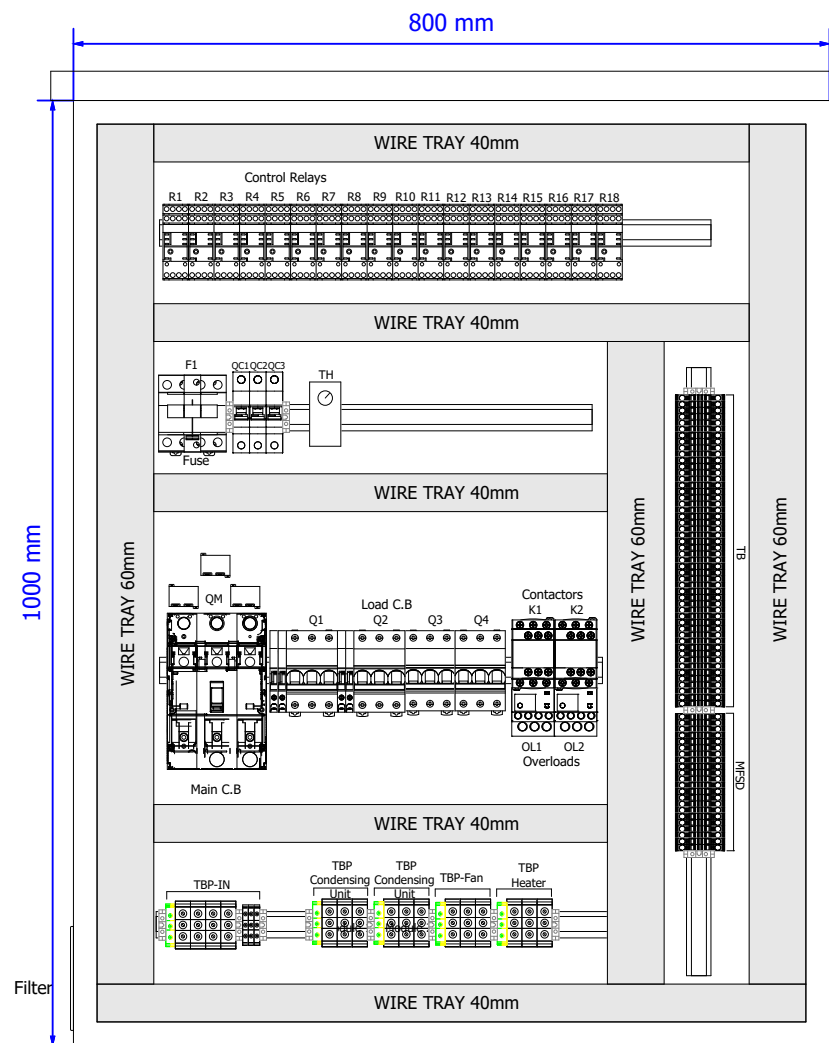 800 mm
WIRE TRAY 40mm
Control Relays
R1 R2 R3 R4 R5 R6 R7 R8 R9 R10 R11 R12 R13 R14 R15 R16 R17 R18
WIRE TRAY 40mm
F1
QC1 QC2 QC3
TH
Fuse
WIRE TRAY 40mm
1000 mm
WIRE TRAY 60mm
WIRE TRAY 60mm
WIRE TRAY 60mm
TB
MFSD
QM
Load C.B
Q1 Q2 Q3 Q4
Contactors
K1 K2
OL1 OL2
Overloads
Main C.B
WIRE TRAY 40mm
TBP-IN
TBP
Condensing
Unit
TBP
Condensing
Unit
TBP-Fan
TBP
Heater
Filter
WIRE TRAY 40mm